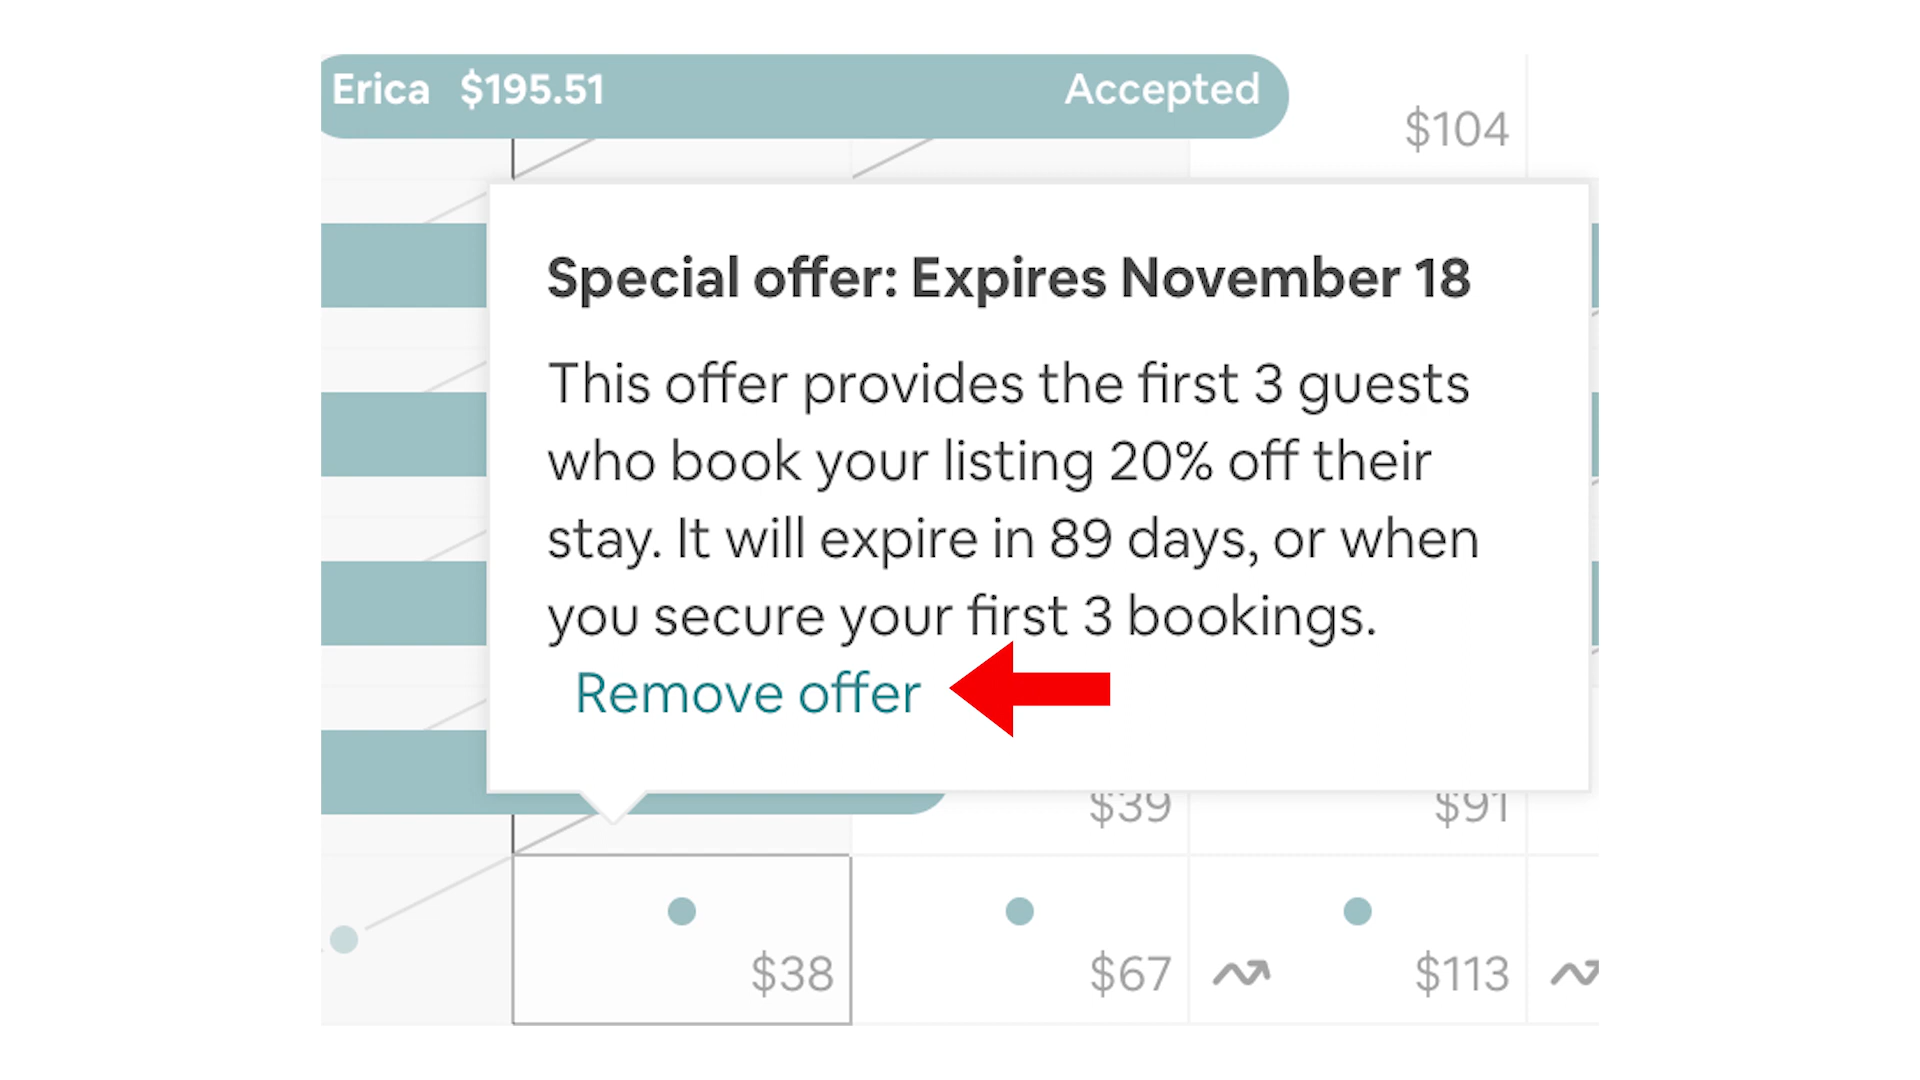 Erica $195.51 Accepted
$104
Special offer: Expires November 18
This offer provides the first 3 guests
who book your listing 20% off their
stay. It will expire in 89 days, or when
you secure your first 3 bookings.
Remove offer
$39 $91
$38 $67 $113